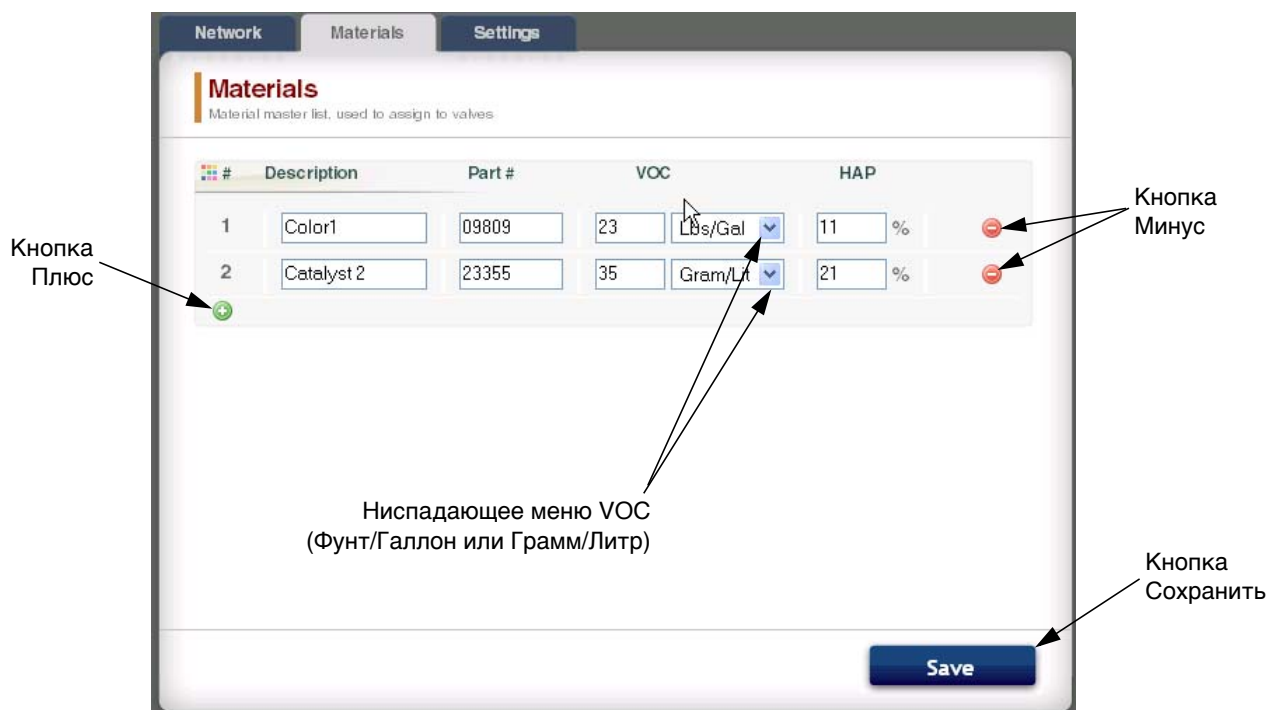 Network Materials Settings
Materials
Material master list, used to assign to valves
# Description Part # VOC HAP
1 Color1 09809 23 Lbs/Gal 11 %
2 Catalyst 2 23355 35 Gram/Lit 21 %
Кнопка
Минус
Кнопка
Плюс
Ниспадающее меню VOC
(Фунт/Галлон или Грамм/Литр)
Кнопка
Сохранить
Save